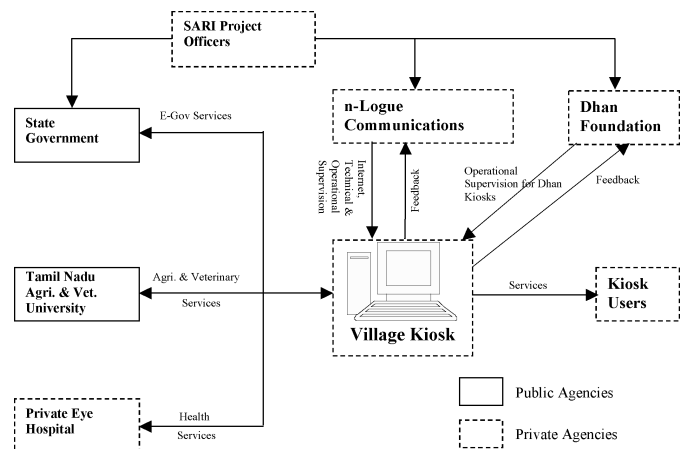 SARI Project
Officers
State
Government
E-Gov Services
n-Logue
Communications
Dhan
Foundation
Internet,
Technical &
Operational
Supervision
Feedback
Operational
Supervision for Dhan
Kiosks
Feedback
Tamil Nadu
Agri. & Vet.
University
Agri. & Veterinary
Services
Village Kiosk
Services
Kiosk
Users
Private Eye
Hospital
Health
Services
Public Agencies
Private Agencies